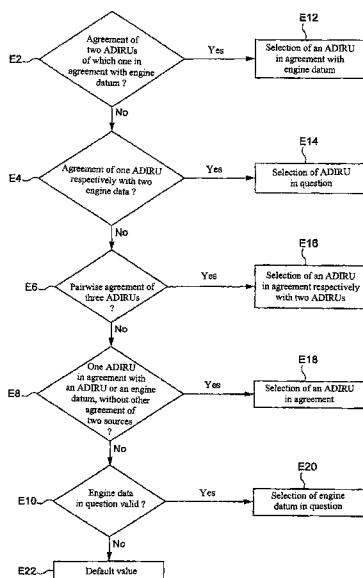 E2
Agreement of
two ADIRUs
of which one in
agreement with engine
datum ?
Yes
E12
Selection of an ADIRU
in agreement with
engine datum
No
E4
Agreement of one ADIRU
respectively with two
engine data ?
Yes
E14
Selection of ADIRU
in question
No
E6
Pairwise agreement of
three ADIRUs
?
Yes
E16
Selection of an ADIRU
in agreement respectively
with two ADIRUs
No
E8
One ADIRU
in agreement with
an ADIRU or an engine
datum, without other
agreement of
two sources
?
Yes
E18
Selection of an ADIRU
in agreement
No
E10
Engine data
in question valid ?
Yes
E20
Selection of engine
datum in question
No
E22
Default value